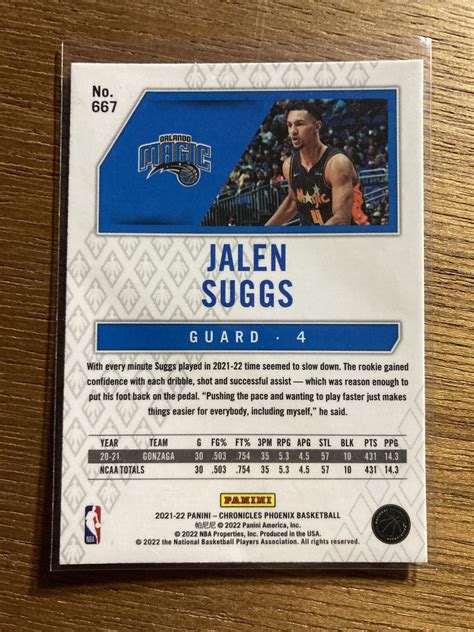 No.
667
ORLANDO
MAGIC
JALEN
SUGGS
GUARD · 4
With every minute Suggs played in 2021-22 time seemed to slow down. The rookie gained
confidence with each dribble, shot and successful assist — which was reason enough to
put his foot back on the pedal. “Pushing the pace and wanting to play faster just makes
things easier for everybody, including myself,” he said.
YEAR TEAM G FG% FT% 3PM RPG APG STL BLK PTS PPG
20-21 GONZAGA 30 .503 .754 35 5.3 4.5 57 10 431 14.3
NCAA TOTALS 30 .503 .754 35 5.3 4.5 57 10 431 14.3
PANINI
2021-22 PANINI – CHRONICLES PHOENIX BASKETBALL
帕尼尼 © 2022 Panini America, Inc.
© 2022 NBA Properties, Inc. Produced in the USA.
© 2022 the National Basketball Players Association. All rights reserved.
NBA